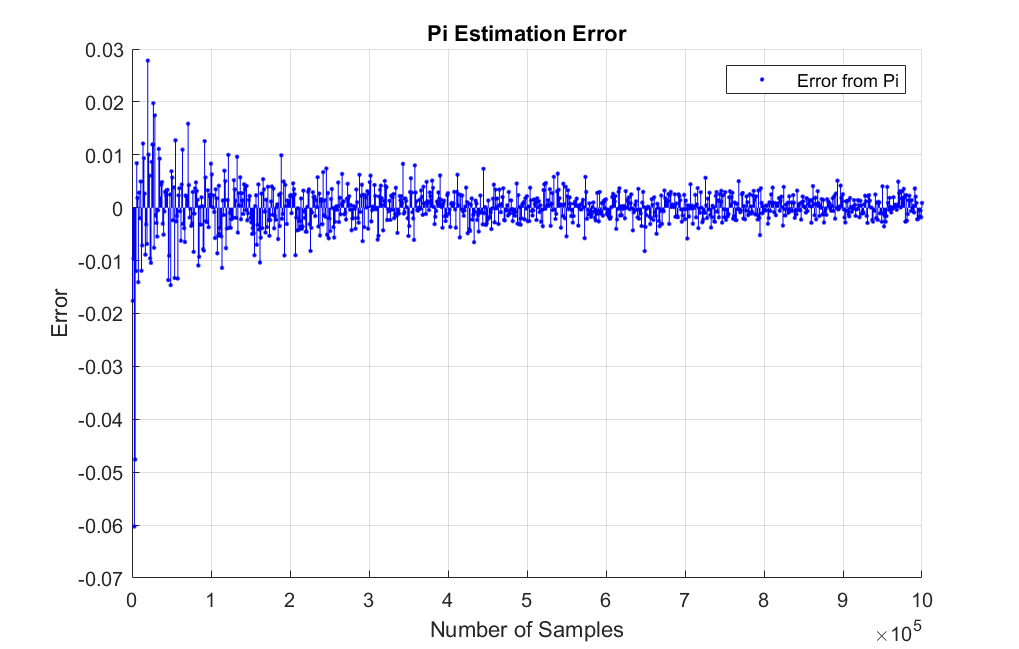 Pi Estimation Error
Error from Pi
0.03
0.02
0.01
0
-0.01
-0.02
-0.03
-0.04
-0.05
-0.06
-0.07
Error
0 1 2 3 4 5 6 7 8 9 10
Number of Samples
×10⁵